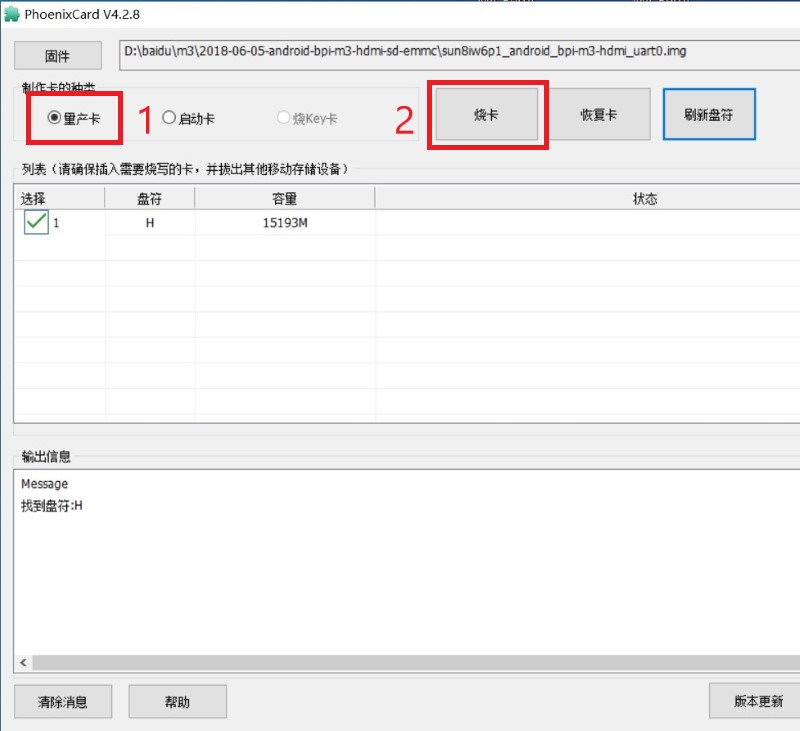 PhoenixCard V4.2.8
固件
D:\baidu\m3\2018-06-05-android-bpi-m3-hdmi-sd-emmc\sun8iw6p1_android_bpi-m3-hdmi_uart0.img
制作卡的种类
量产卡 1 启动卡 烧Key卡 2 烧卡 恢复卡 刷新盘符
列表（请确保插入需要烧写的卡，并拔出其他移动存储设备）
选择 盘符 容量 状态
1 H 15193M
输出信息
Message
找到盘符:H
清除消息 帮助 版本更新